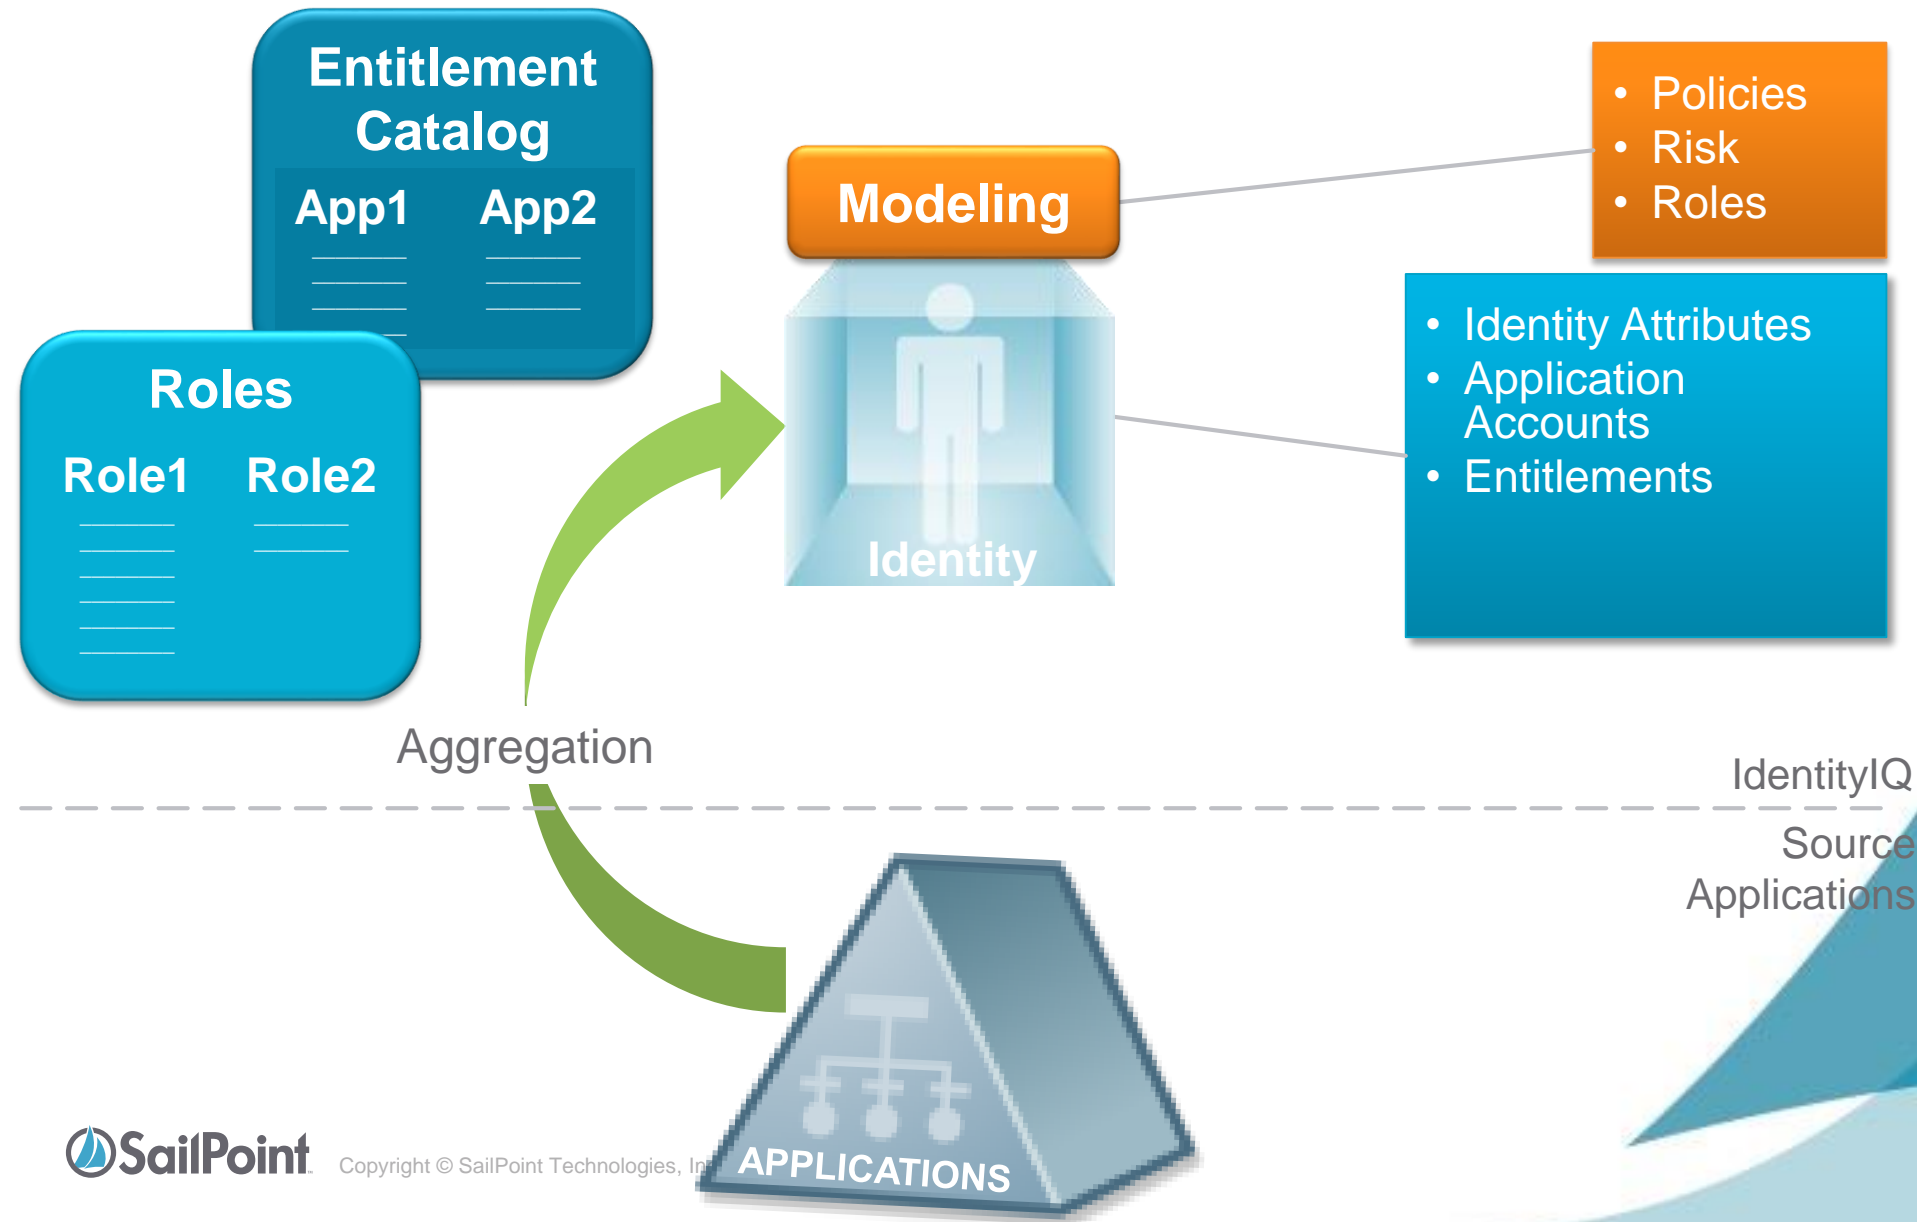 Entitlement
Catalog
App1 App2
Roles
Role1 Role2
Modeling
Identity
• Policies
• Risk
• Roles
• Identity Attributes
• Application
Accounts
• Entitlements
Aggregation
IdentityIQ
Source
Applications
APPLICATIONS
SailPoint
Copyright © SailPoint Technologies,